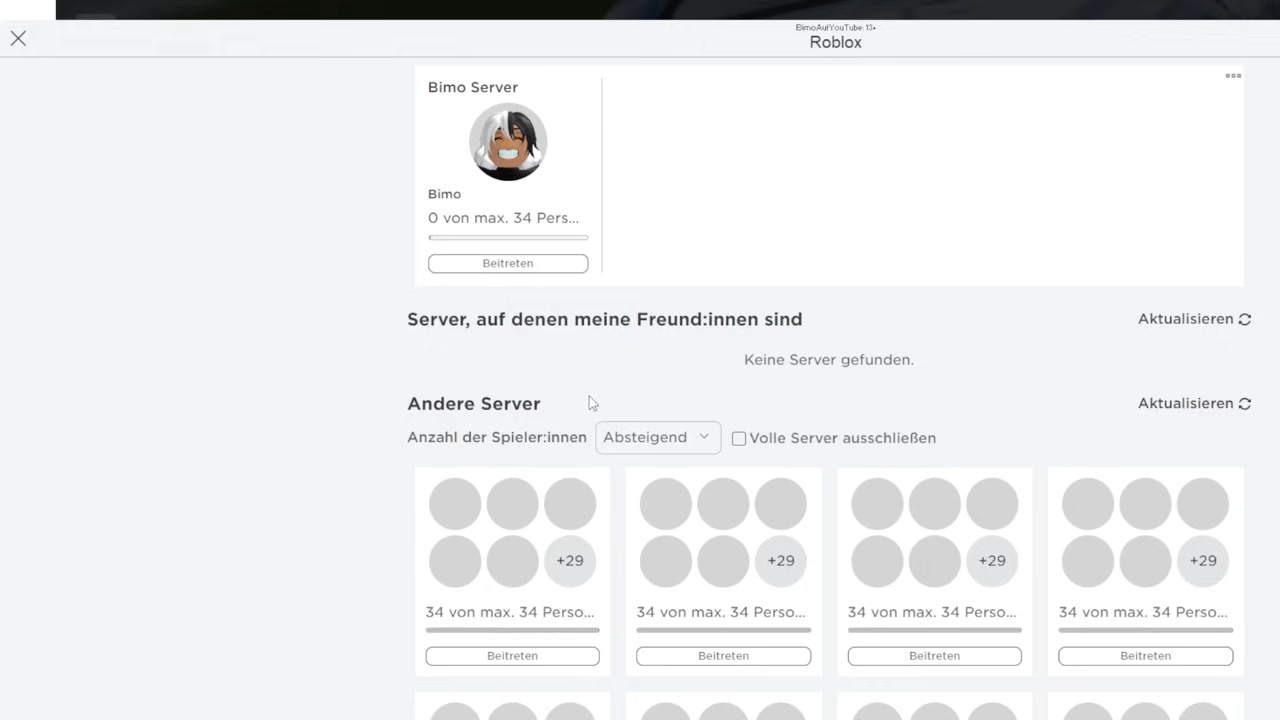 BimoAufYouTube: 13+
Roblox
Bimo Server
Bimo
0 von max. 34 Pers...
Beitreten
Server, auf denen meine Freund:innen sind
Aktualisieren
Keine Server gefunden.
Andere Server
Aktualisieren
Anzahl der Spieler:innen
Absteigend
Volle Server ausschließen
+29
+29
+29
+29
34 von max. 34 Perso...
34 von max. 34 Perso...
34 von max. 34 Perso...
34 von max. 34 Perso...
Beitreten
Beitreten
Beitreten
Beitreten